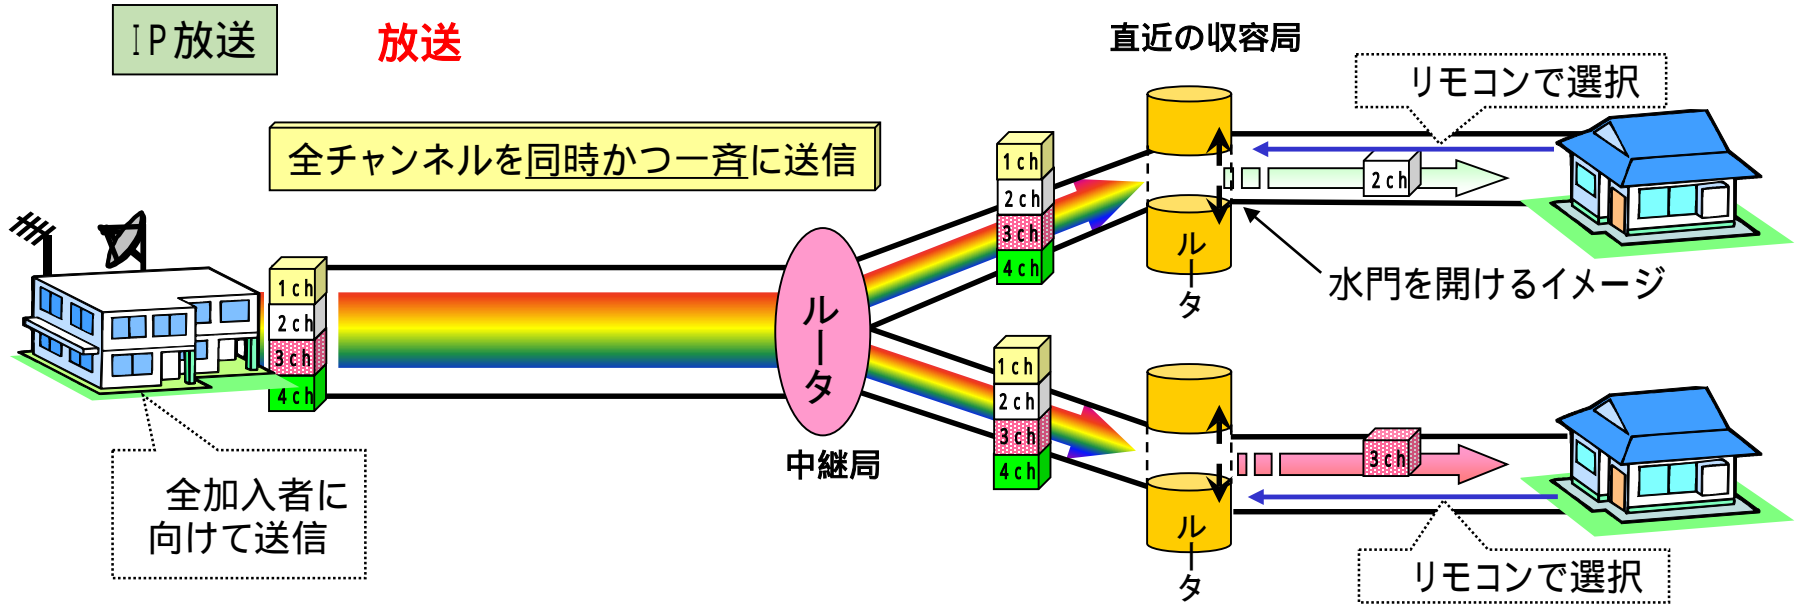 IP放送
放送
直近の収容局
リモコンで選択
全チャンネルを同時かつ一斉に送信
1ch
2ch
3ch
4ch
1ch
2ch
3ch
4ch
2ch
ルータ
水門を開けるイメージ
ルータ
中継局
1ch
2ch
3ch
4ch
3ch
ルータ
全加入者に
向けて送信
リモコンで選択